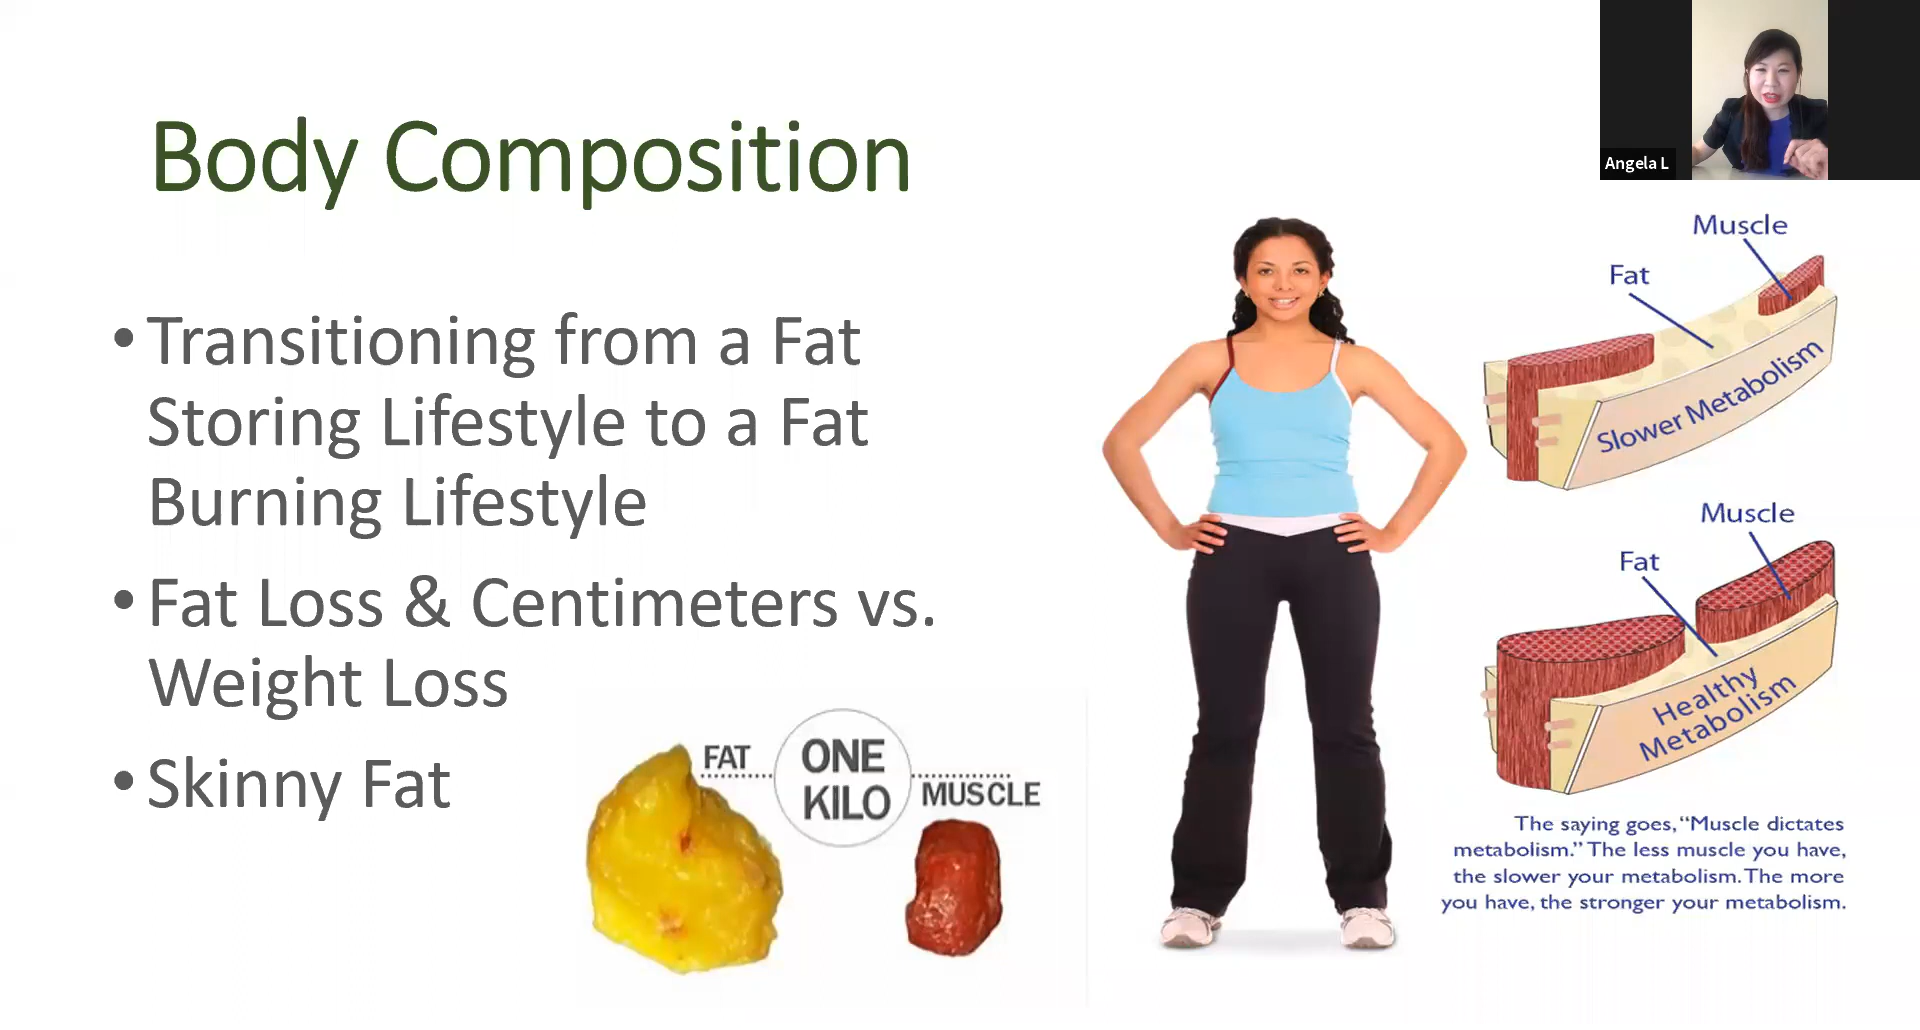 Angela L
Body Composition
• Transitioning from a Fat
Storing Lifestyle to a Fat
Burning Lifestyle
• Fat Loss & Centimeters vs.
Weight Loss
• Skinny Fat
FAT
ONE
KILO
MUSCLE
Muscle
Fat
Slower Metabolism
Muscle
Fat
Healthy
Metabolism
The saying goes, “Muscle dictates
metabolism.” The less muscle you have,
the slower your metabolism. The more
you have, the stronger your metabolism.